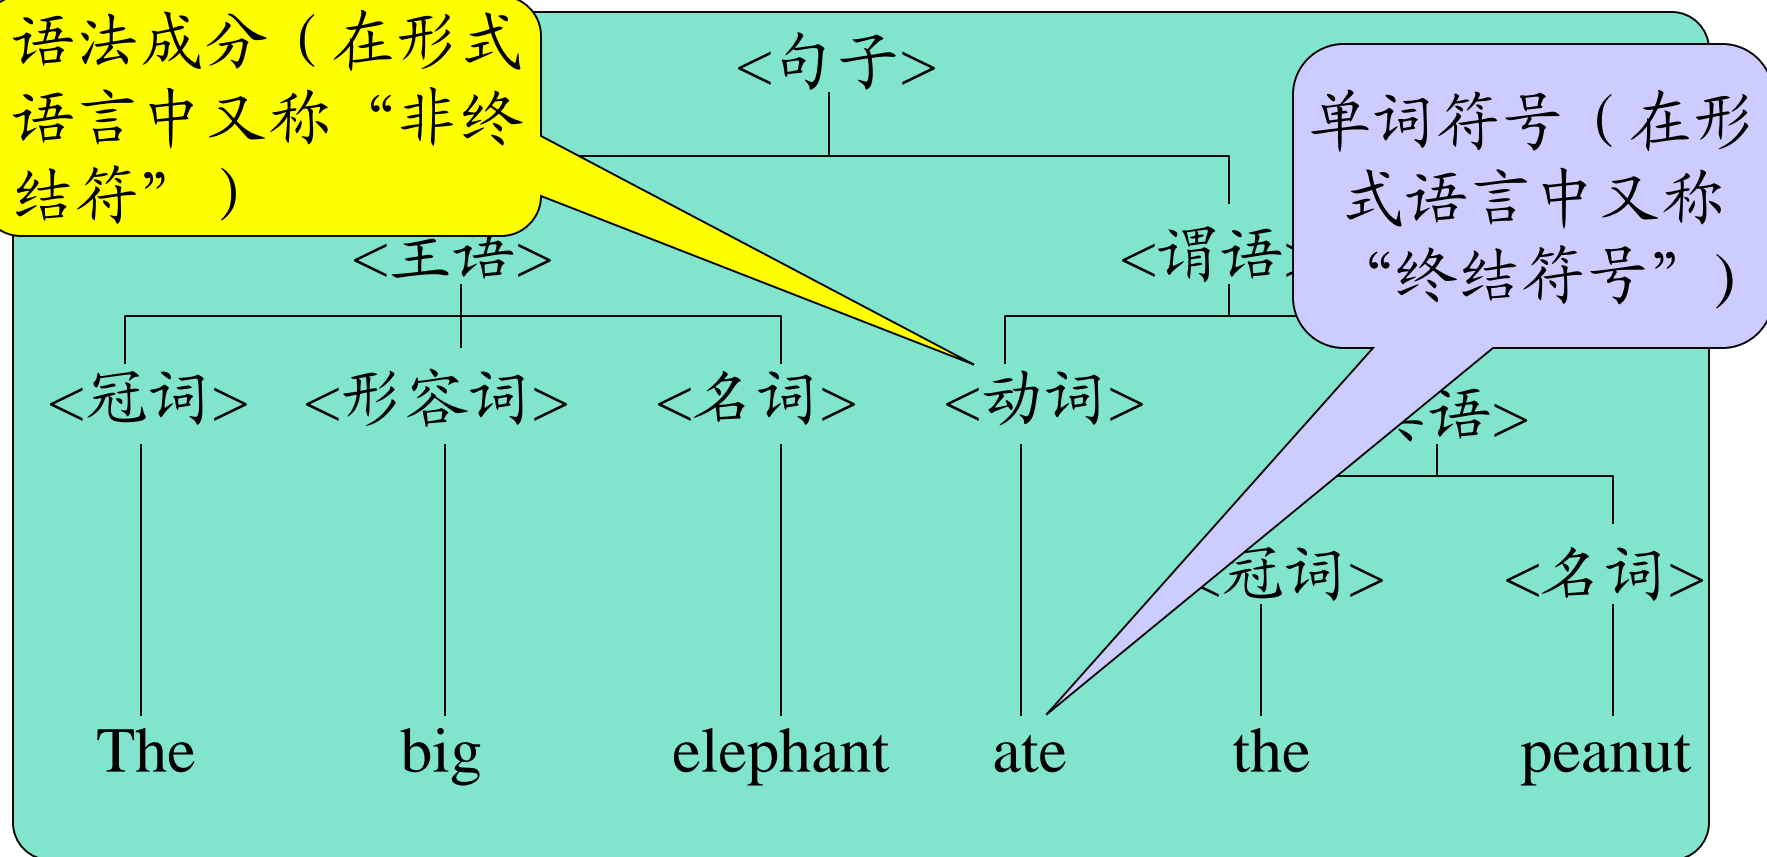 语法成分（在形式
语言中又称“非终
结符”）
<句子>
单词符号（在形
式语言中又称
“终结符号”)
<主语>
<谓语>
<冠词>
<形容词>
<名词>
<动词>
语>
冠词>
<名词>
The
big
elephant
ate
the
peanut